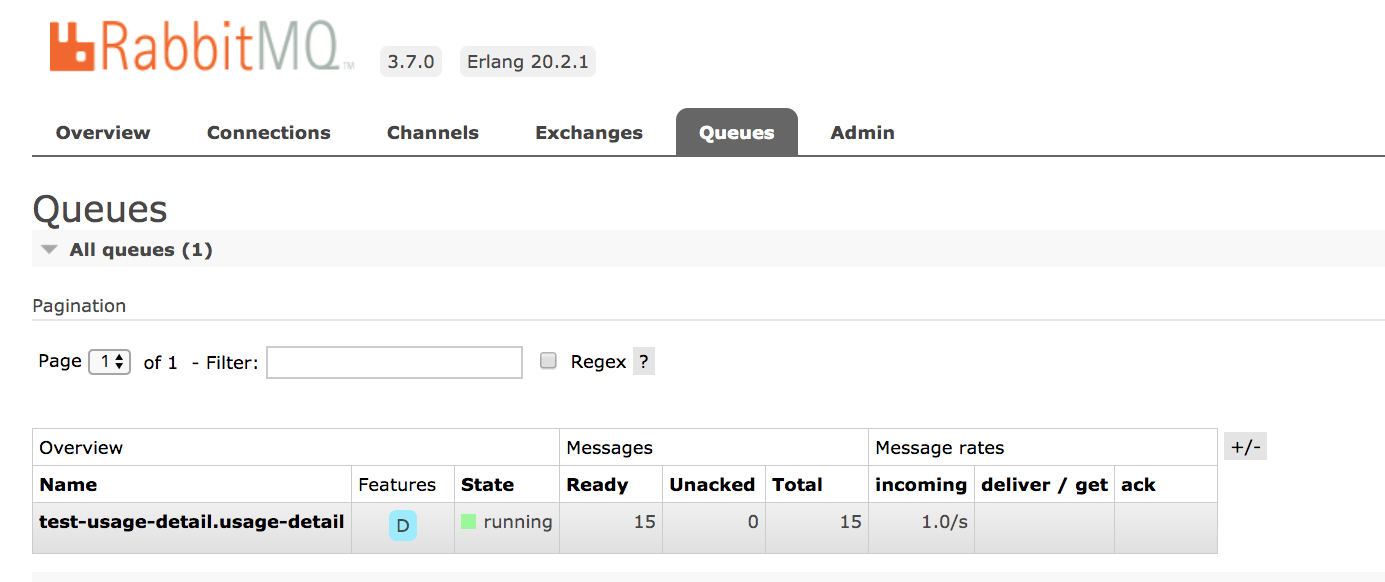 RabbitMQ™ 3.7.0 Erlang 20.2.1
Overview Connections Channels Exchanges Queues Admin
Queues
All queues (1)
Pagination
Page 1 of 1 - Filter: Regex ?
Overview Messages Message rates +/-
Name Features State Ready Unacked Total incoming deliver / get ack
test-usage-detail.usage-detail D running 15 0 15 1.0/s